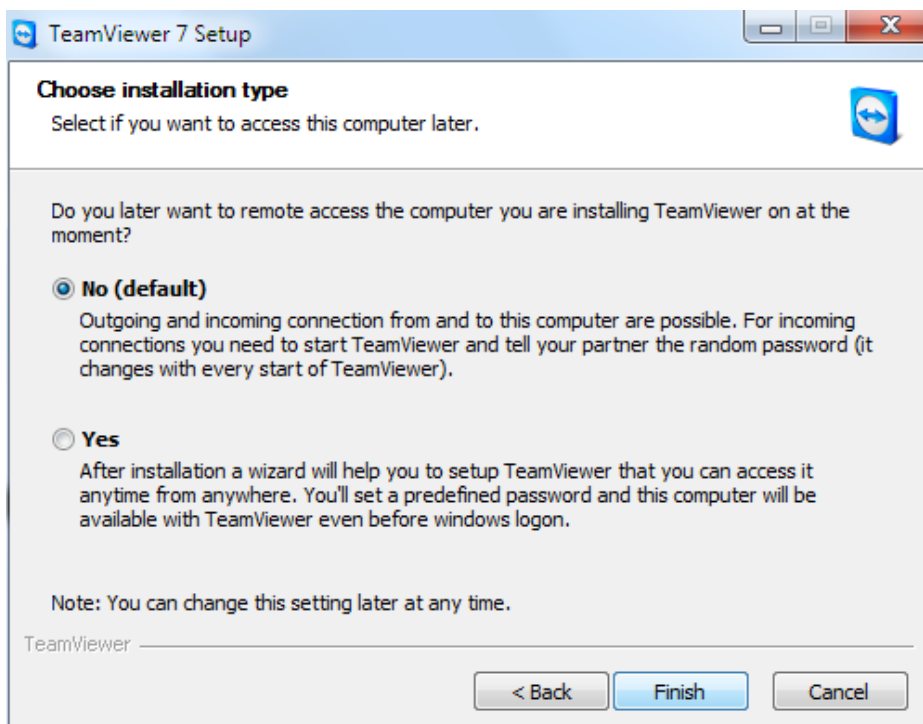 TeamViewer 7 Setup
Choose installation type
Select if you want to access this computer later.
Do you later want to remote access the computer you are installing TeamViewer on at the
moment?
No (default)
Outgoing and incoming connection from and to this computer are possible. For incoming
connections you need to start TeamViewer and tell your partner the random password (it
changes with every start of TeamViewer).
Yes
After installation a wizard will help you to setup TeamViewer that you can access it
anytime from anywhere. You'll set a predefined password and this computer will be
available with TeamViewer even before windows logon.
Note: You can change this setting later at any time.
TeamViewer
< Back
Finish
Cancel